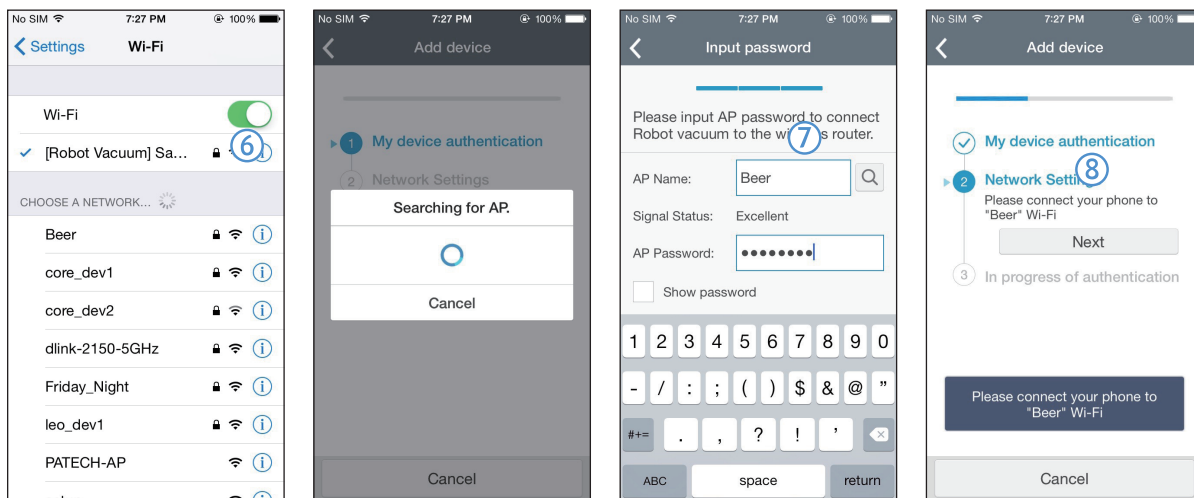 No SIM 7:27 PM 100%
Settings Wi-Fi
Wi-Fi
6
[Robot Vacuum] Sa...
CHOOSE A NETWORK...
Beer
core_dev1
core_dev2
dlink-2150-5GHz
Friday_Night
leo_dev1
PATECH-AP
No SIM 7:27 PM 100%
Add device
1 My device authentication
2 Network Settings
Searching for AP.
Cancel
Cancel
No SIM 7:27 PM 100%
Input password
Please input AP password to connect
Robot vacuum to the router.
7
AP Name: Beer
Signal Status: Excellent
AP Password: ••••••••
Show password
1 2 3 4 5 6 7 8 9 0
- / : ; ( ) $ & @ "
#+= . , ? ! '
ABC space return
No SIM 7:27 PM 100%
Add device
My device authentication
8
2 Network
Please connect your phone to
"Beer" Wi-Fi
Next
3 In progress of authentication
Please connect your phone to
"Beer" Wi-Fi
Cancel